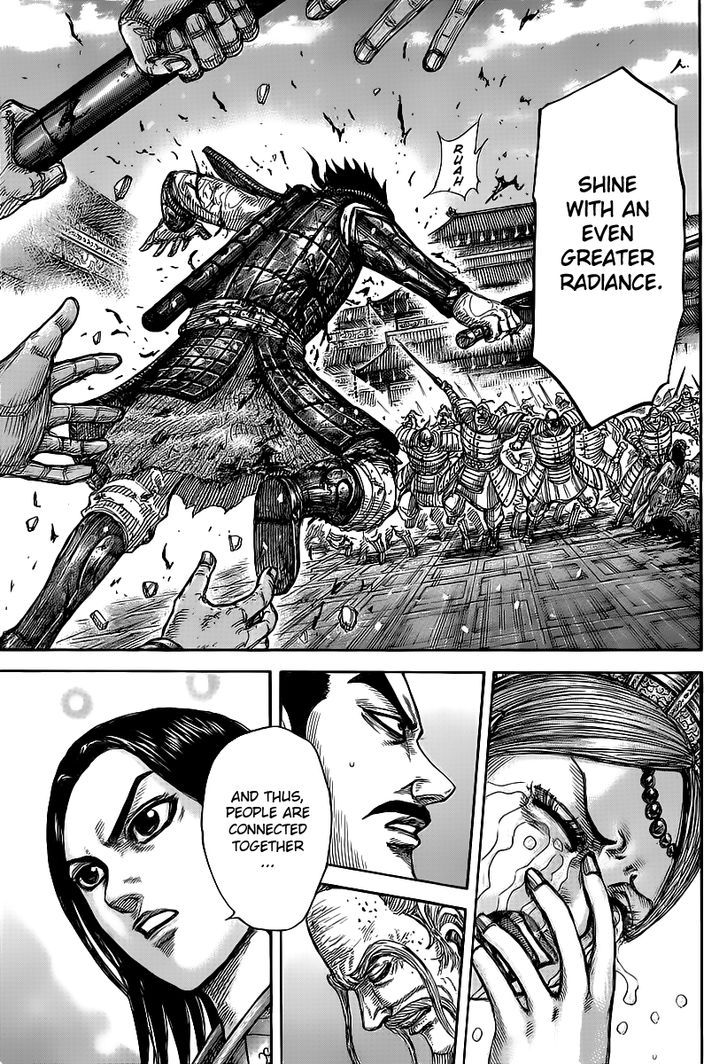 SHINE
WITH AN
EVEN
GREATER
RADIANCE.
RUAH
AND THUS,
PEOPLE ARE
CONNECTED
TOGETHER
...